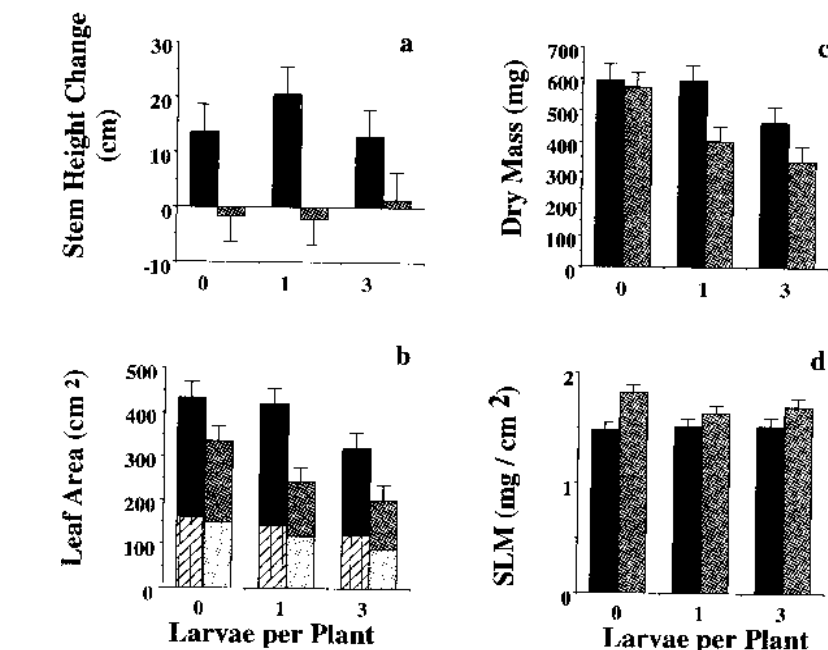 a
Stem Height Change
(cm)
30
20
10
0
-10
0 1 3
c
Dry Mass (mg)
700
600
500
400
300
200
100
0
0 1 3
b
Leaf Area (cm 2)
500
400
300
200
100
0
0 1 3
Larvae per Plant
d
SLM (mg / cm 2)
2
1
0
0 1 3
Larvae per Plant